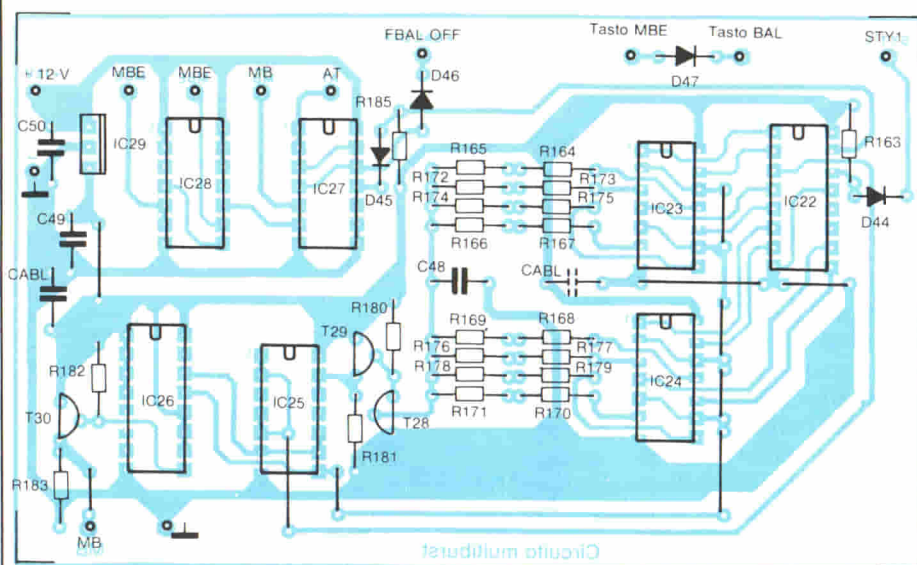 FBAL OFF
Tasto MBE
Tasto BAL
STY1
+ 12-V
MBE
MBE
MB
AT
D46
D47
R185
C50
IC29
IC28
IC27
D45
R165
R164
R163
R172
R173
R174
R175
R166
R167
IC23
IC22
D44
C49
CABL
C48
CABL
R180
T29
R169
R168
R176
R177
R178
R179
R171
R170
IC24
R182
IC26
IC25
T30
T28
R181
R183
MB
Circuito multiburst